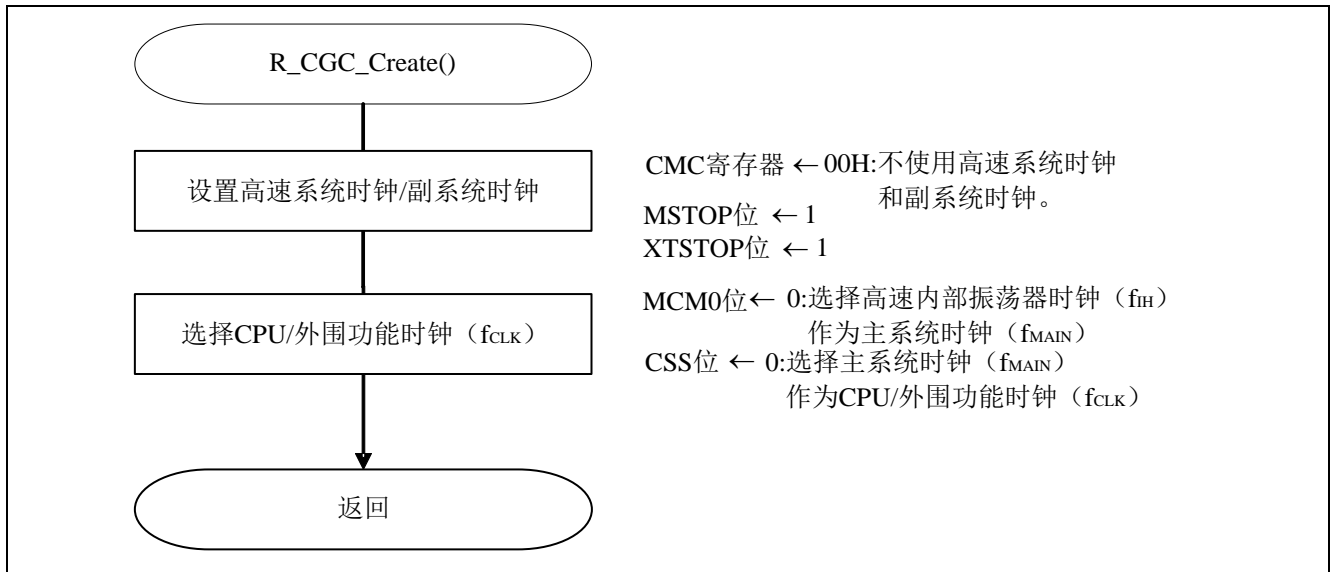 R_CGC_Create()
设置高速系统时钟/副系统时钟
CMC寄存器 ← 00H:不使用高速系统时钟
和副系统时钟。
MSTOP位 ← 1
XTSTOP位 ← 1
选择CPU/外围功能时钟（fCLK）
MCM0位← 0:选择高速内部振荡器时钟（fIH）
作为主系统时钟（fMAIN）
CSS位 ← 0:选择主系统时钟（fMAIN）
作为CPU/外围功能时钟（fCLK）
返回